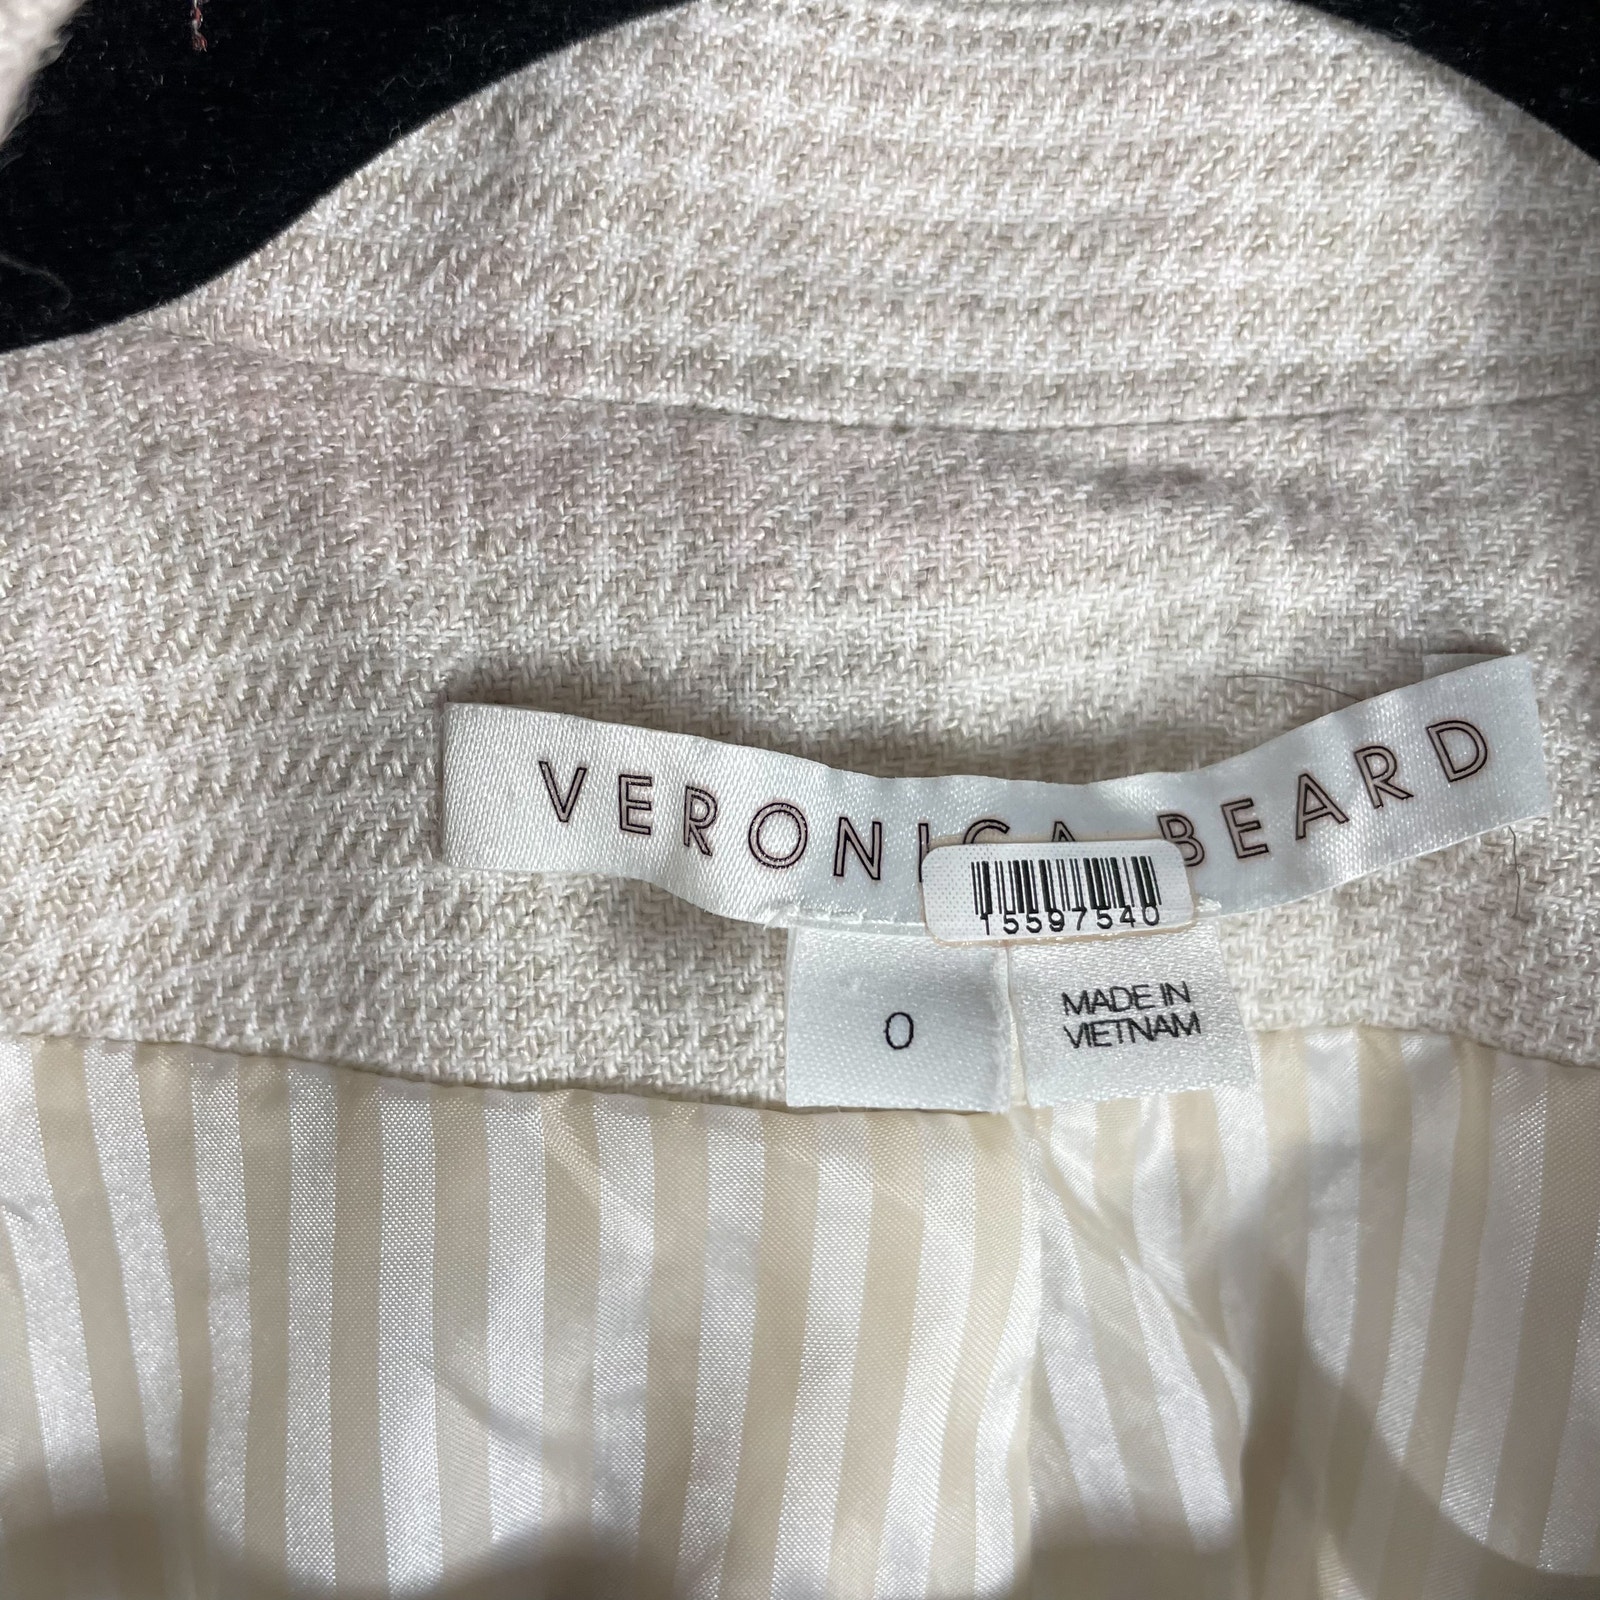 VERONICA BEARD
15597540
0
MADE IN
VIETNAM